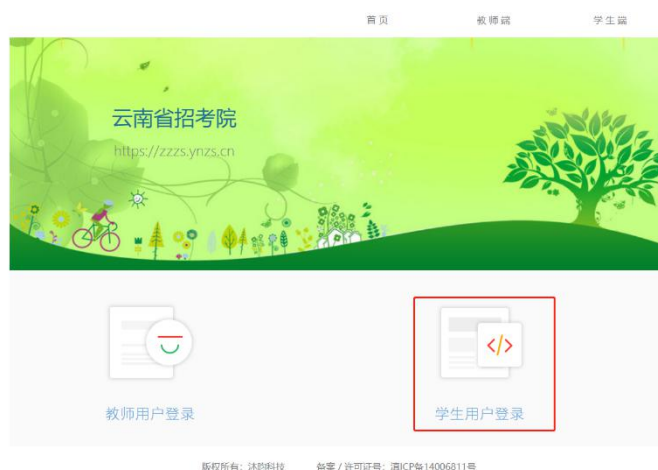 首页 教师端 学生端
云南省招考院
https://zzzs.ynzs.cn
</>
教师用户登录 学生用户登录
版权所有：沐昀科技 备案 / 许可证号：滇ICP备14006811号